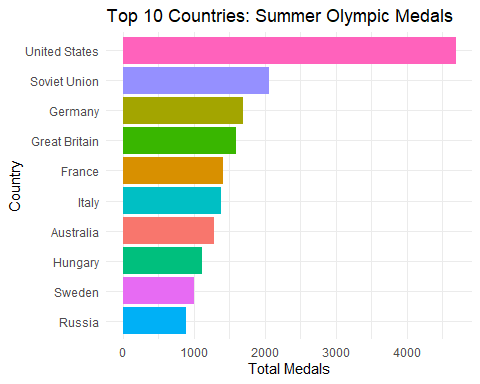 Top 10 Countries: Summer Olympic Medals
Country
United States
Soviet Union
Germany
Great Britain
France
Italy
Australia
Hungary
Sweden
Russia
0 1000 2000 3000 4000
Total Medals